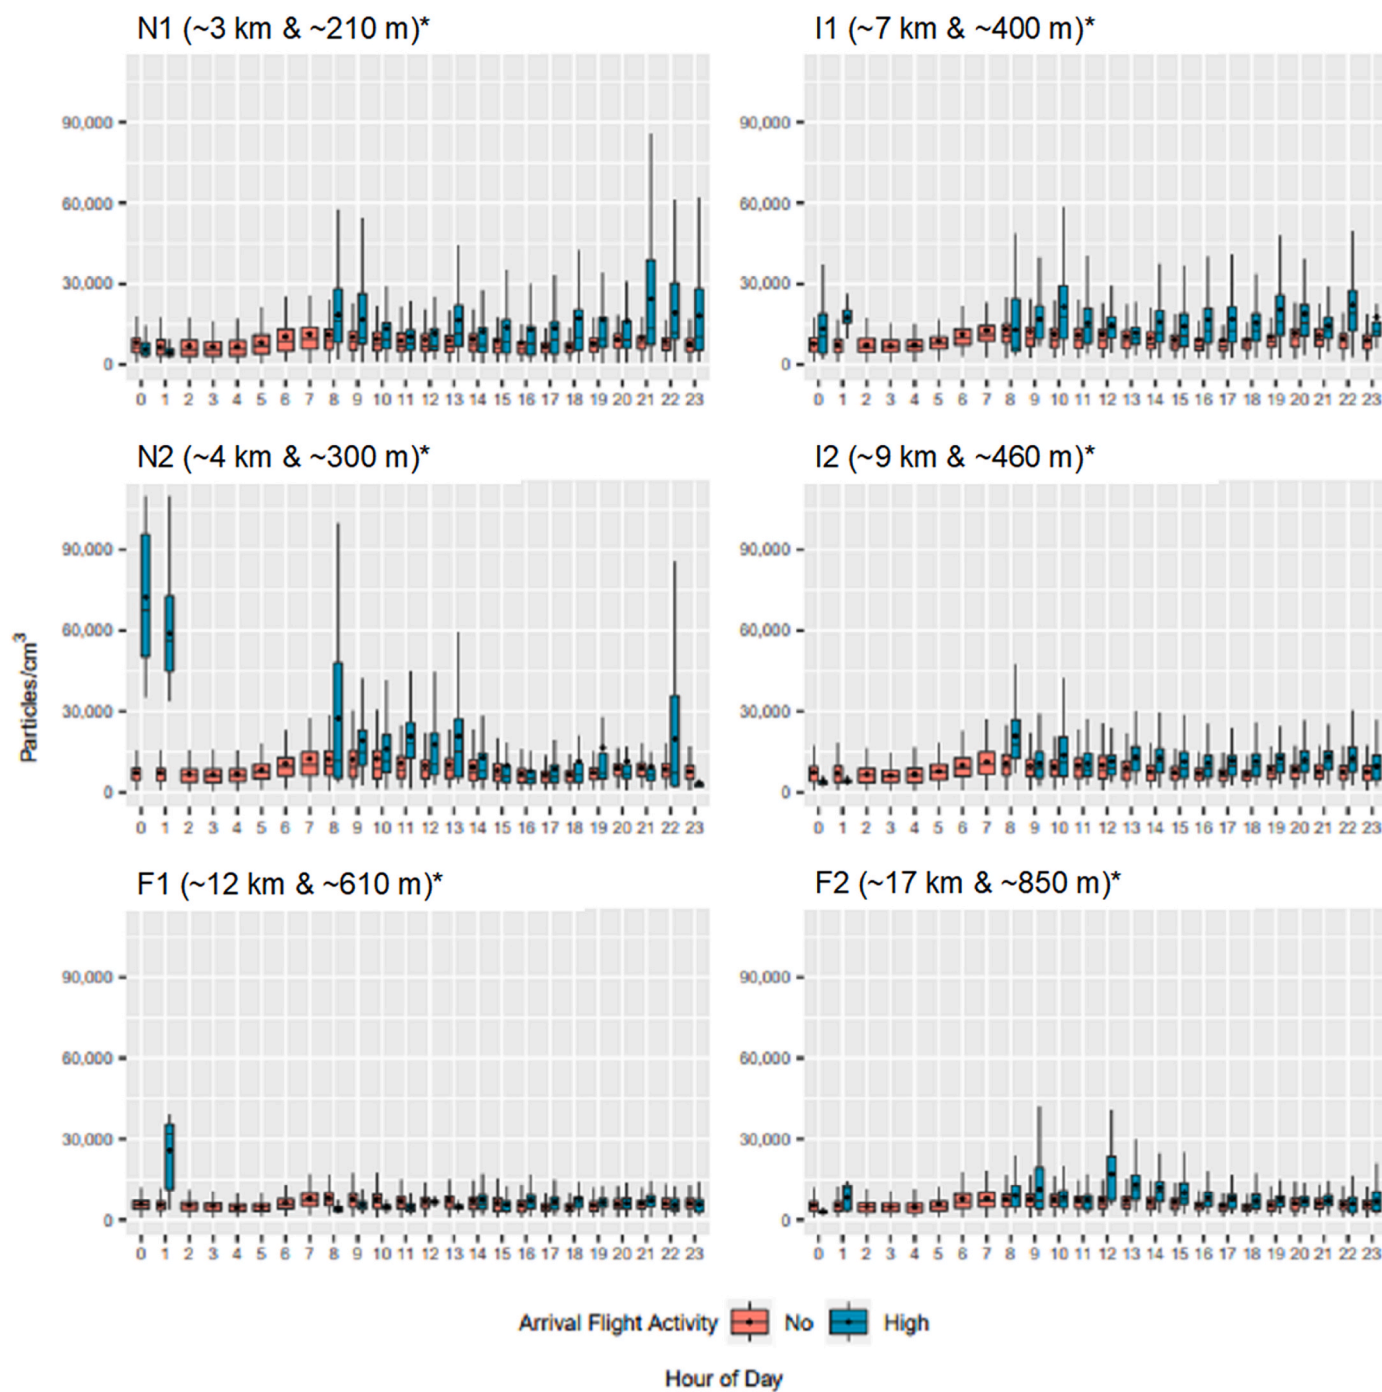 N1 (~3 km & ~210 m)*
I1 (~7 km & ~400 m)*
90,000
60,000
30,000
0
0 1 2 3 4 5 6 7 8 9 10 11 12 13 14 15 16 17 18 19 20 21 22 23
90,000
60,000
30,000
0
0 1 2 3 4 5 6 7 8 9 10 11 12 13 14 15 16 17 18 19 20 21 22 23
N2 (~4 km & ~300 m)*
I2 (~9 km & ~460 m)*
Particles/cm³
90,000
60,000
30,000
0
0 1 2 3 4 5 6 7 8 9 10 11 12 13 14 15 16 17 18 19 20 21 22 23
90,000
60,000
30,000
0
0 1 2 3 4 5 6 7 8 9 10 11 12 13 14 15 16 17 18 19 20 21 22 23
F1 (~12 km & ~610 m)*
F2 (~17 km & ~850 m)*
90,000
60,000
30,000
0
0 1 2 3 4 5 6 7 8 9 10 11 12 13 14 15 16 17 18 19 20 21 22 23
90,000
60,000
30,000
0
0 1 2 3 4 5 6 7 8 9 10 11 12 13 14 15 16 17 18 19 20 21 22 23
Arrival Flight Activity No High
Hour of Day